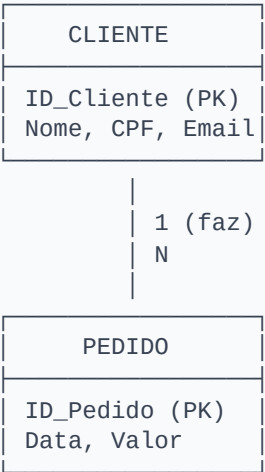 CLIENTE
ID_Cliente (PK)
Nome, CPF, Email
1 (faz)
N
PEDIDO
ID_Pedido (PK)
Data, Valor